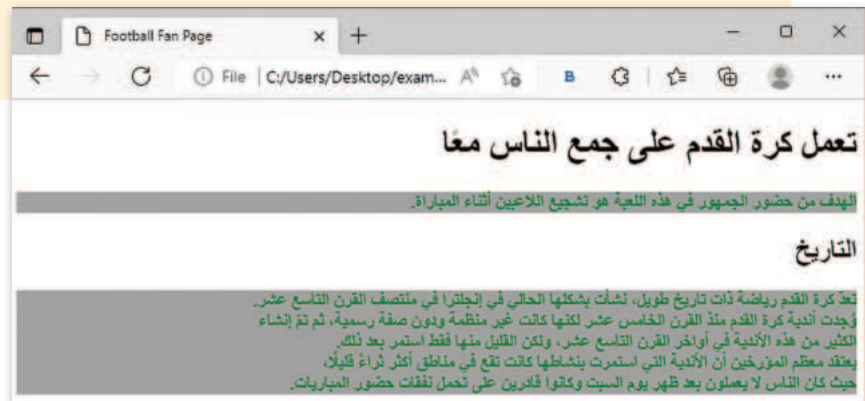 Football Fan Page
File C:/Users/Desktop/exam...
B
تعمل كرة القدم على جمع الناس معًا
الهدف من حضور الجمهور في هذه اللعبة هو تشجيع اللاعبين أثناء المباراة.
التاريخ
تعدّ كرة القدم رياضة ذات تاريخ طويل، نشأت بشكلها الحالي في إنجلترا في منتصف القرن التاسع عشر.
وُجدت أندية كرة القدم منذ القرن الخامس عشر لكنها كانت غير منظمة ودون صفة رسمية، ثم تمّ إنشاء
الكثير من هذه الأندية في أواخر القرن التاسع عشر، ولكن القليل منها فقط استمر بعد ذلك.
يعتقد معظم المؤرخين أن الأندية التي استمرت بنشاطها كانت تقع في مناطق أكثر ثراءً قليلًا،
حيث كان الناس لا يعملون بعد ظهر يوم السبت وكانوا قادرين على تحمل نفقات حضور المباريات.